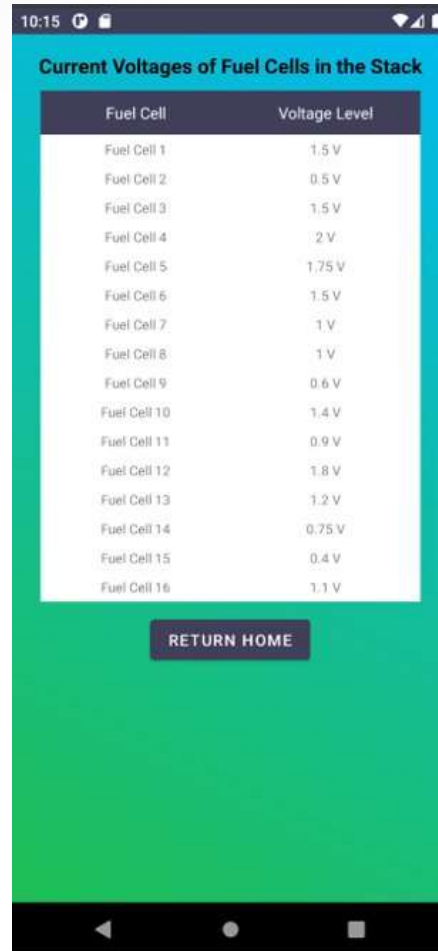 10:15
Current Voltages of Fuel Cells in the Stack
Fuel Cell Voltage Level
Fuel Cell 1 1.5 V
Fuel Cell 2 0.5 V
Fuel Cell 3 1.5 V
Fuel Cell 4 2 V
Fuel Cell 5 1.75 V
Fuel Cell 6 1.5 V
Fuel Cell 7 1 V
Fuel Cell 8 1 V
Fuel Cell 9 0.6 V
Fuel Cell 10 1.4 V
Fuel Cell 11 0.9 V
Fuel Cell 12 1.8 V
Fuel Cell 13 1.2 V
Fuel Cell 14 0.75 V
Fuel Cell 15 0.4 V
Fuel Cell 16 1.1 V
RETURN HOME